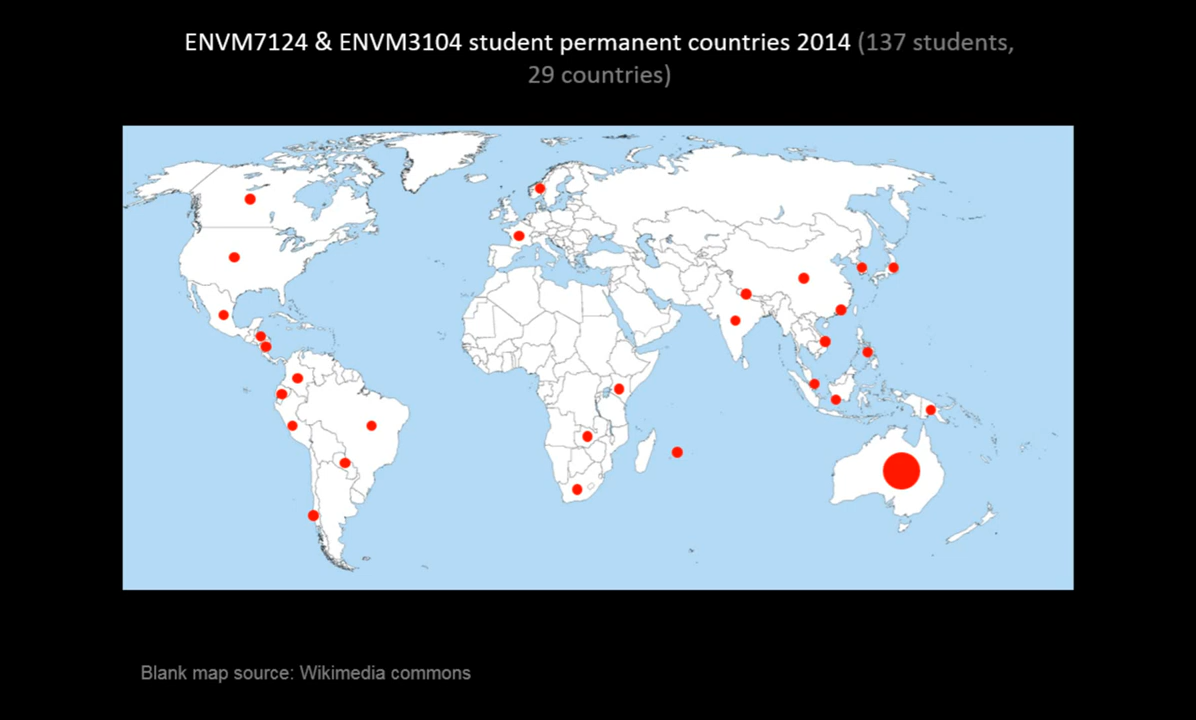 ENVM7124 & ENVM3104 student permanent countries 2014 (137 students,
29 countries)
Blank map source: Wikimedia commons